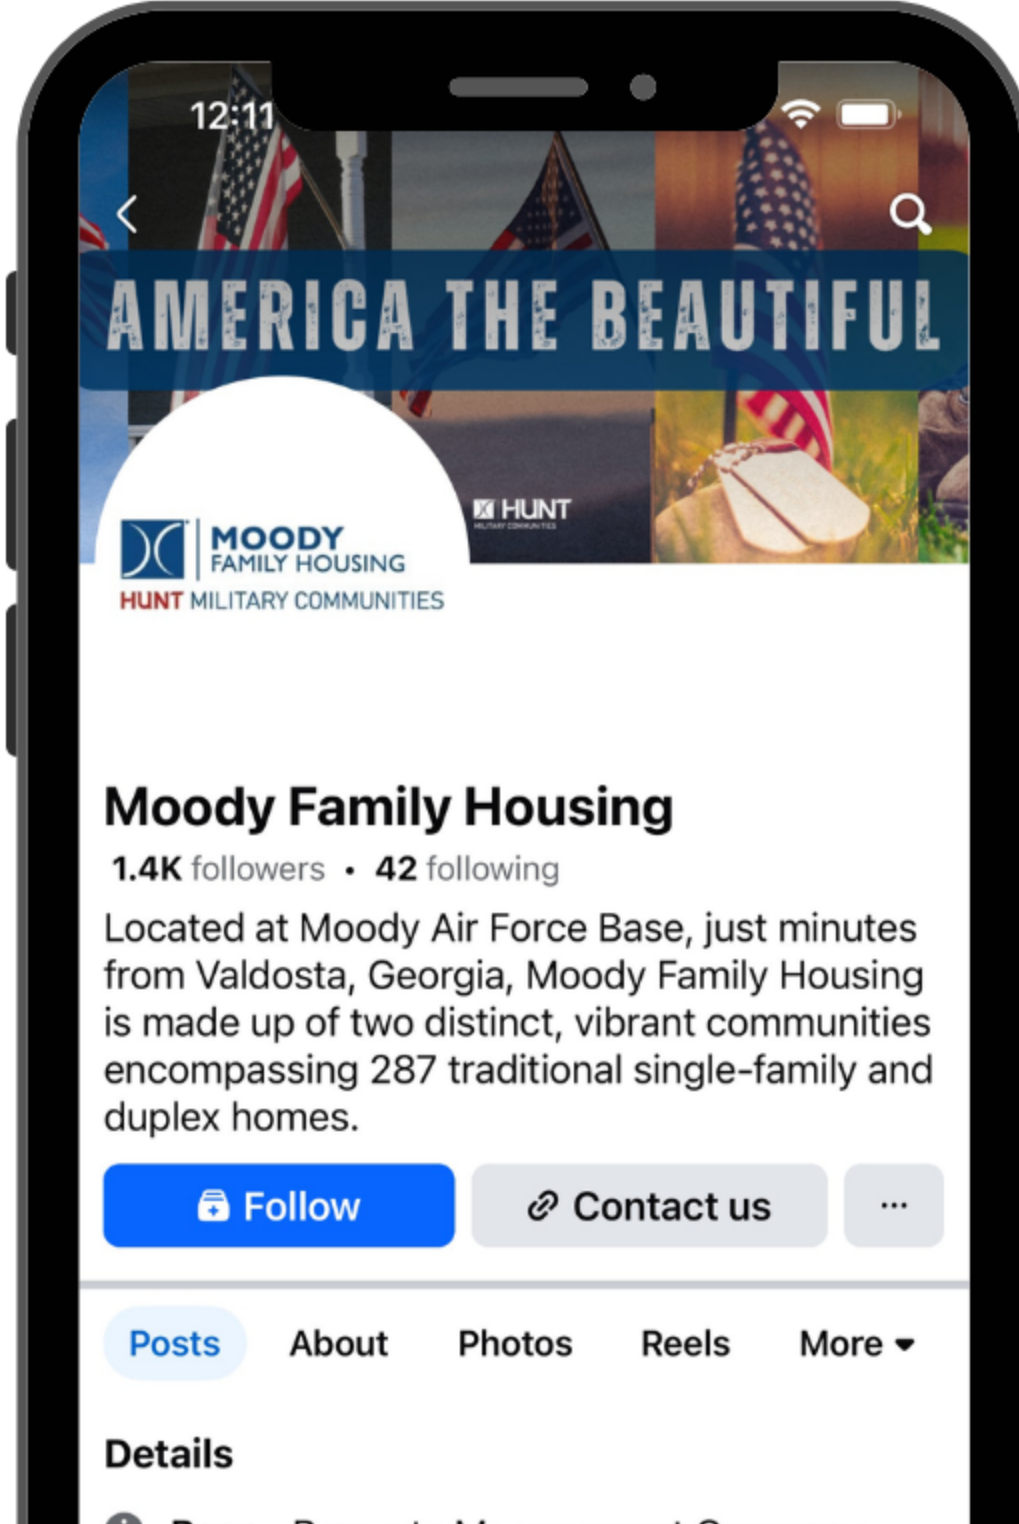 12:11
AMERICA THE BEAUTIFUL
HUNT
MILITARY COMMUNITIES
MOODY
FAMILY HOUSING
HUNT MILITARY COMMUNITIES
Moody Family Housing
1.4K followers • 42 following
Located at Moody Air Force Base, just minutes
from Valdosta, Georgia, Moody Family Housing
is made up of two distinct, vibrant communities
encompassing 287 traditional single-family and
duplex homes.
Follow
Contact us
...
Posts About Photos Reels More
Details